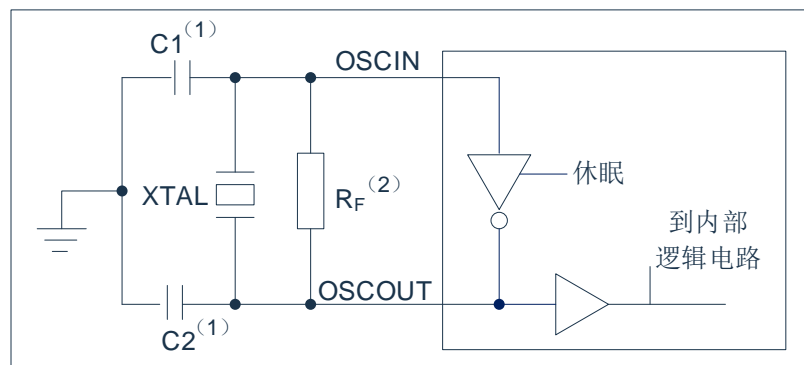 C1（1）
OSCIN
XTAL
RF（2）
休眠
到内部
逻辑电路
OSCOUT
C2（1）